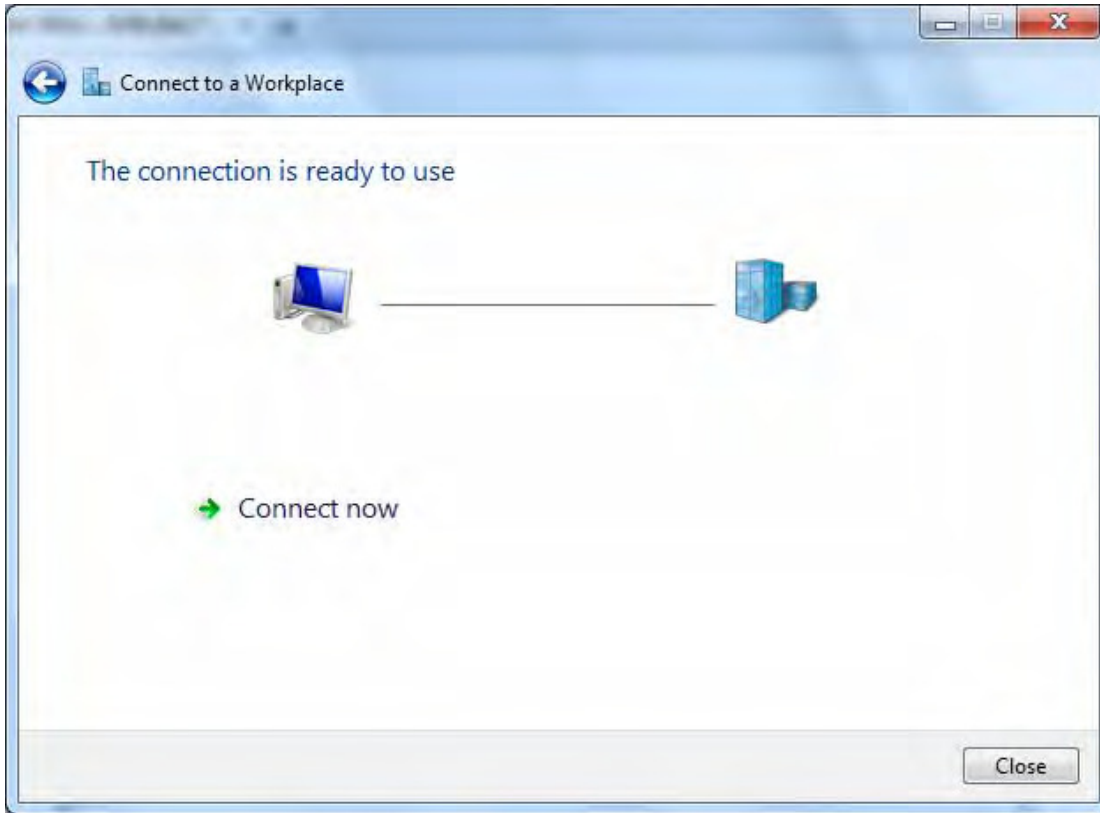 Connect to a Workplace
The connection is ready to use
Connect now
Close